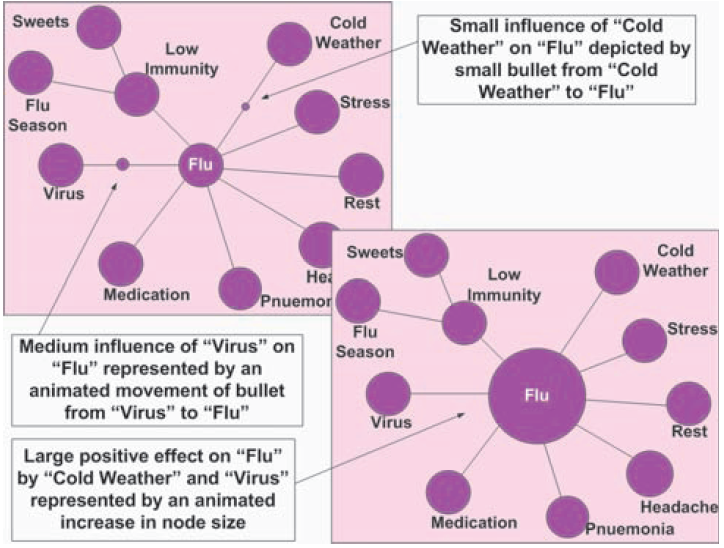 Sweets
Low
Immunity
Cold
Weather
Flu
Season
Stress
Virus
Flu
Rest
Medication
Pnuemon
Hea
Small influence of “Cold
Weather” on “Flu” depicted by
small bullet from “Cold
Weather” to “Flu”
Medium influence of “Virus” on
“Flu” represented by an
animated movement of bullet
from “Virus” to “Flu”
Large positive effect on “Flu”
by “Cold Weather” and “Virus”
represented by an animated
increase in node size
Sweets
Low
Immunity
Cold
Weather
Flu
Season
Stress
Virus
Flu
Rest
Medication
Pnuemonia
Headache